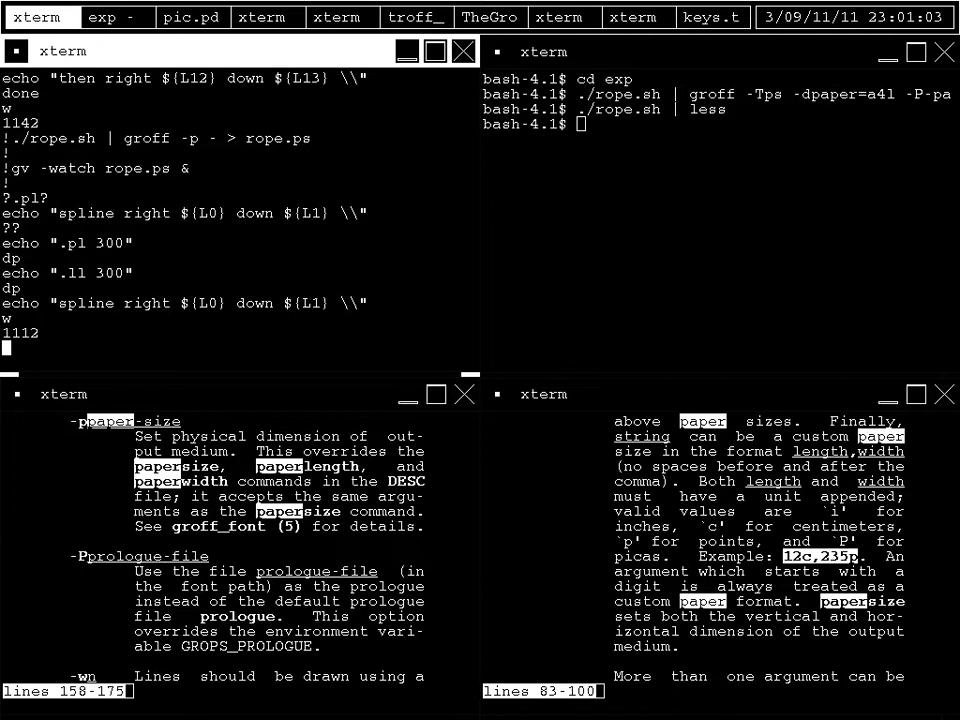 xterm exp - pic.pd xterm xterm troff_ TheGro xterm xterm keys.t 3/09/11/11 23:01:03
xterm
echo "then right ${L12} down ${L13} \\"
done
w
1142
!./rope.sh | groff -p - > rope.ps
!
!gv -watch rope.ps &
!
?.pl?
echo "spline right ${L0} down ${L1} \\"
??
echo ".pl 300"
dp
echo ".ll 300"
dp
echo "spline right ${L0} down ${L1} \\"
w
1112
xterm
bash-4.1$ cd exp
bash-4.1$ ./rope.sh | groff -Tps -dpaper=a4l -P-pa
bash-4.1$ ./rope.sh | less
bash-4.1$
xterm
-ppaper-size
Set physical dimension of out-
put medium. This overrides the
papersize, paperlength, and
paperwidth commands in the DESC
file; it accepts the same argu-
ments as the papersize command.
See groff_font (5) for details.
-Pprologue-file
Use the file prologue-file (in
the font path) as the prologue
instead of the default prologue
file prologue. This option
overrides the environment vari-
able GROPS_PROLOGUE.
-wn Lines should be drawn using a
lines 158-175
xterm
above paper sizes. Finally,
string can be a custom paper
size in the format length,width
(no spaces before and after the
comma). Both length and width
must have a unit appended;
valid values are `i' for
inches, `c' for centimeters,
`p' for points, and `P' for
picas. Example: 12c,235p. An
argument which starts with a
digit is always treated as a
custom paper format. papersize
sets both the vertical and hor-
izontal dimension of the output
medium.
More than one argument can be
lines 83-100